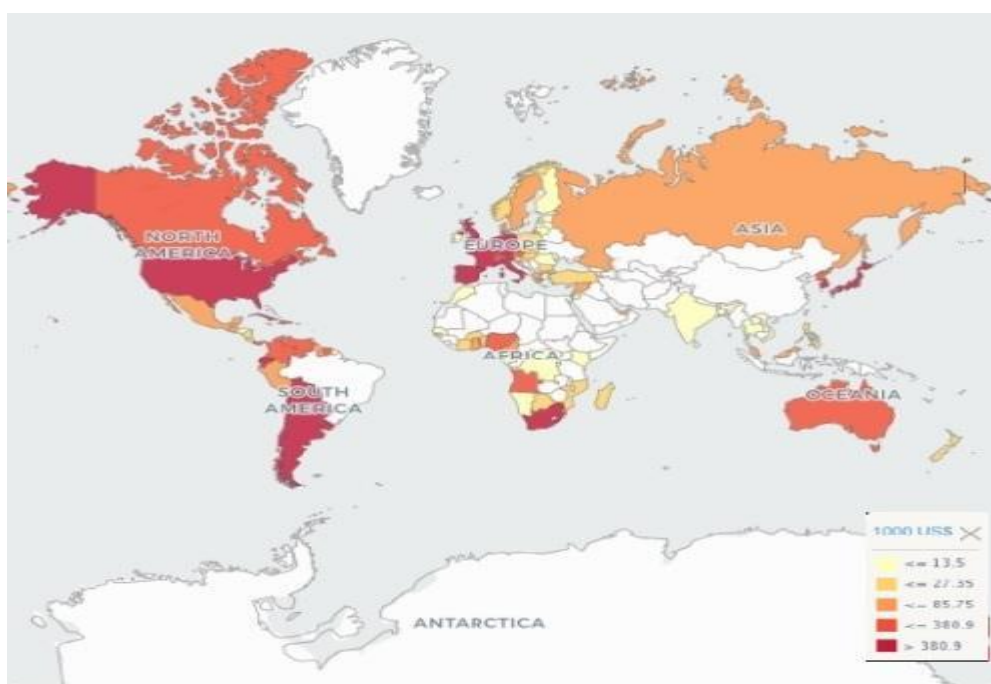 NORTH
AMERICA
EUROPE
ASIA
AFRICA
SOUTH
AMERICA
OCEANIA
ANTARCTICA
1000 US$
<= 13.5
<= 27.35
<= 85.75
<= 380.9
> 380.9